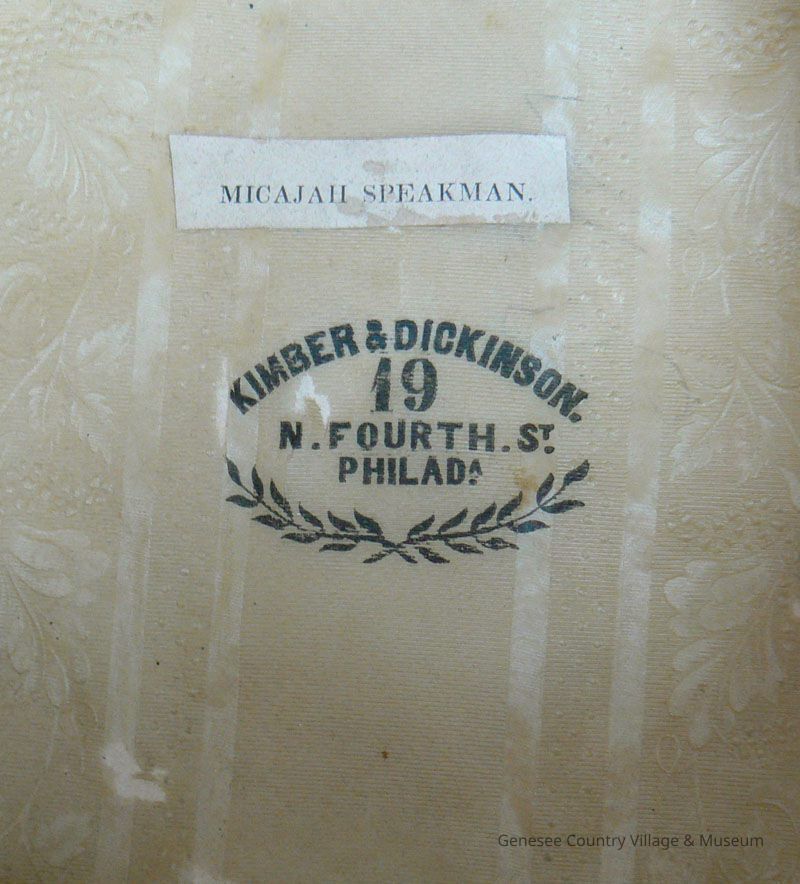 MICAJAH SPEAKMAN.
KIMBER & DICKINSON,
19
N. FOURTH. ST.
PHILADA
Genesee Country Village & Museum